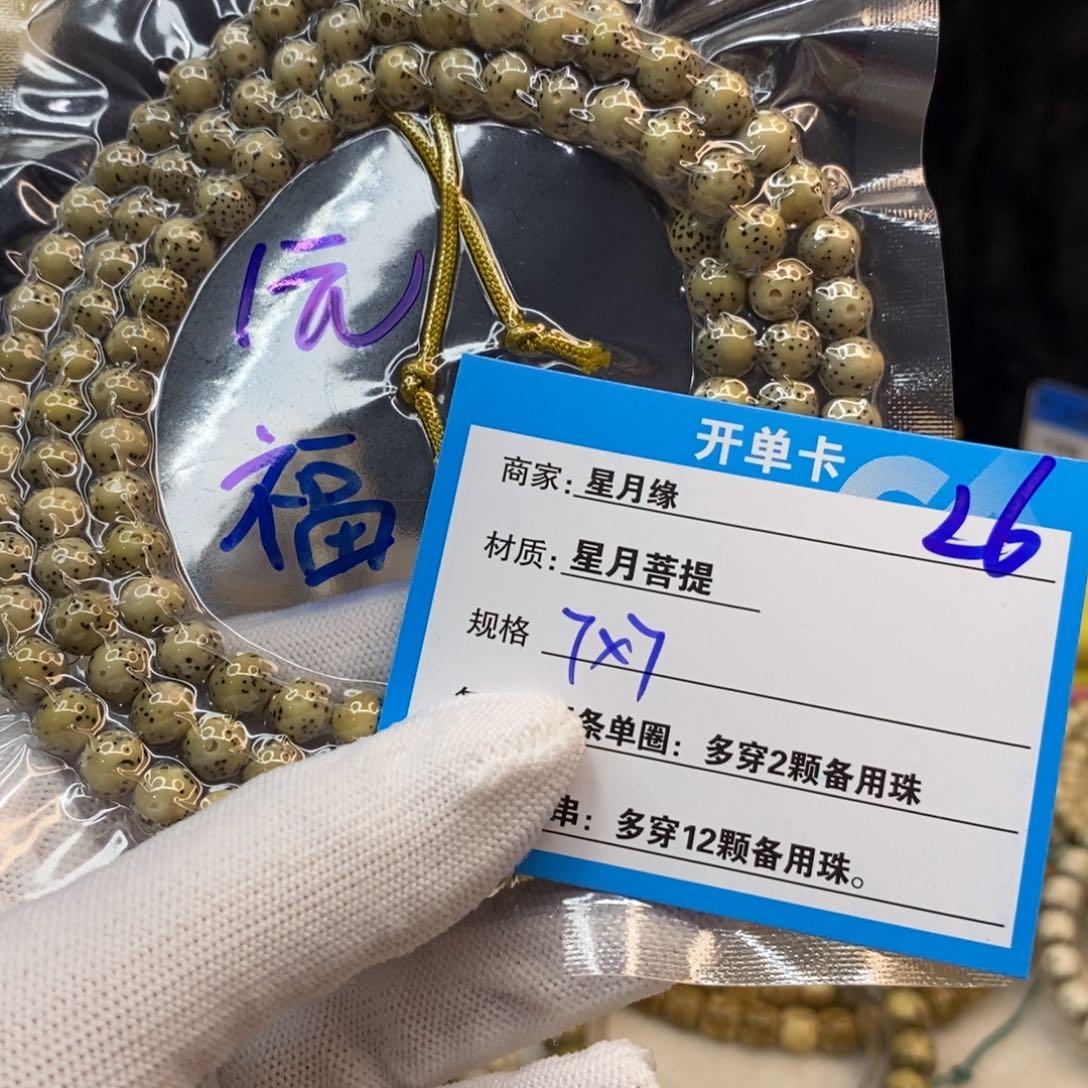 福
开单卡
26
商家：星月缘
材质：星月菩提
规格 7×7
条单圈：多穿2颗备用珠
串：多穿12颗备用珠。